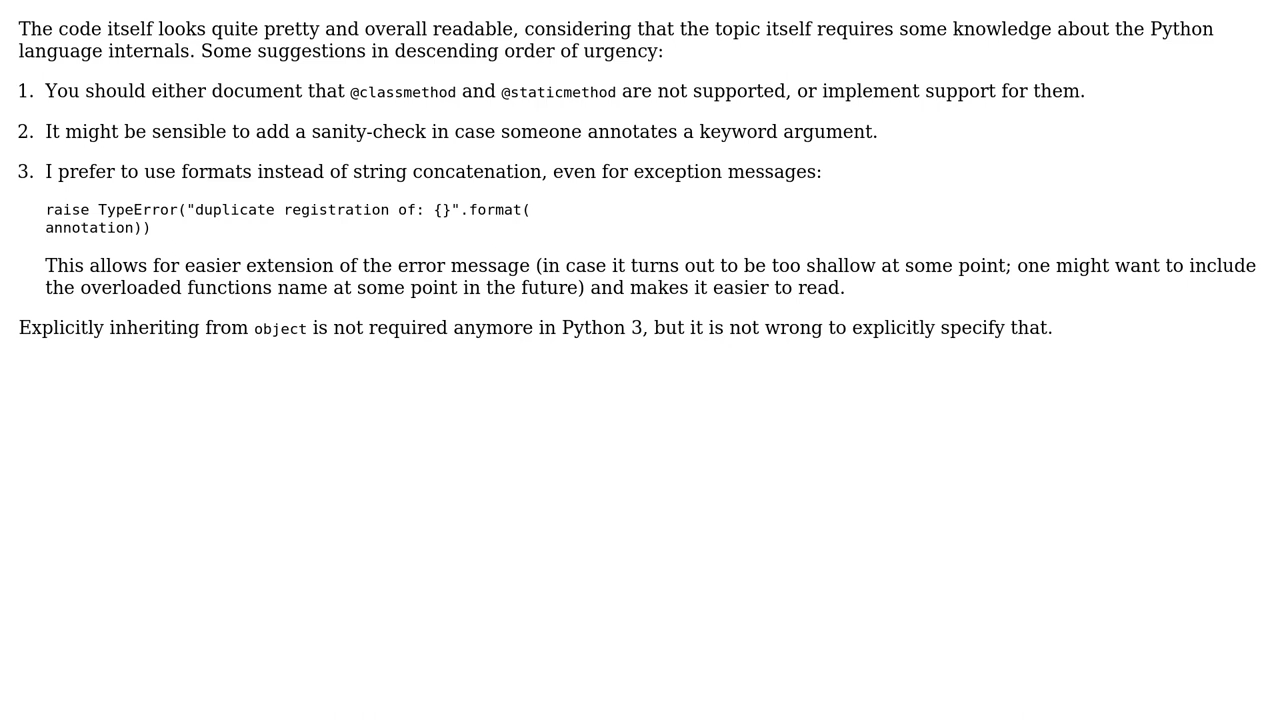 The code itself looks quite pretty and overall readable, considering that the topic itself requires some knowledge about the Python
language internals. Some suggestions in descending order of urgency:
1. You should either document that @classmethod and @staticmethod are not supported, or implement support for them.
2. It might be sensible to add a sanity-check in case someone annotates a keyword argument.
3. I prefer to use formats instead of string concatenation, even for exception messages:
raise TypeError("duplicate registration of: {}".format(
annotation))
This allows for easier extension of the error message (in case it turns out to be too shallow at some point; one might want to include
the overloaded functions name at some point in the future) and makes it easier to read.
Explicitly inheriting from object is not required anymore in Python 3, but it is not wrong to explicitly specify that.